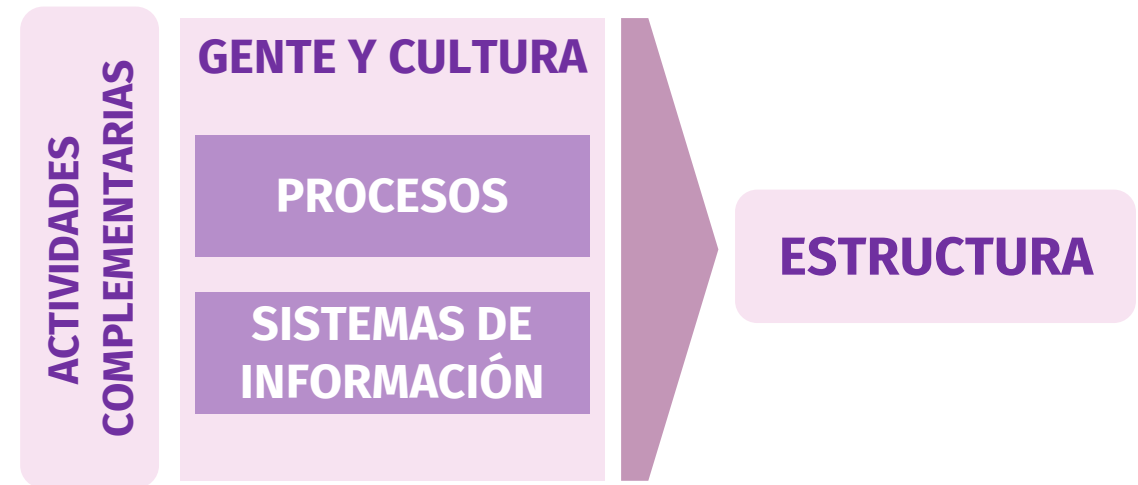 ACTIVIDADES
COMPLEMENTARIAS
GENTE Y CULTURA
PROCESOS
SISTEMAS DE
INFORMACIÓN
ESTRUCTURA